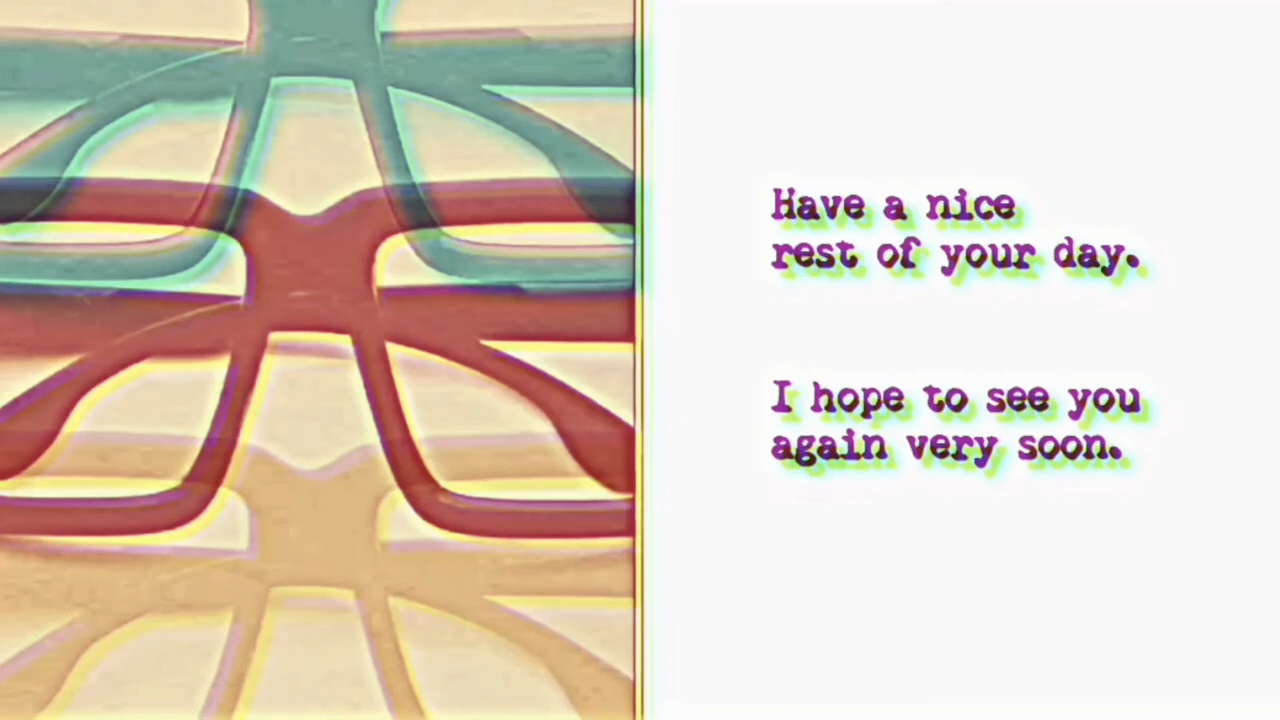 Have a nice
rest of your day.
I hope to see you
again very soon.